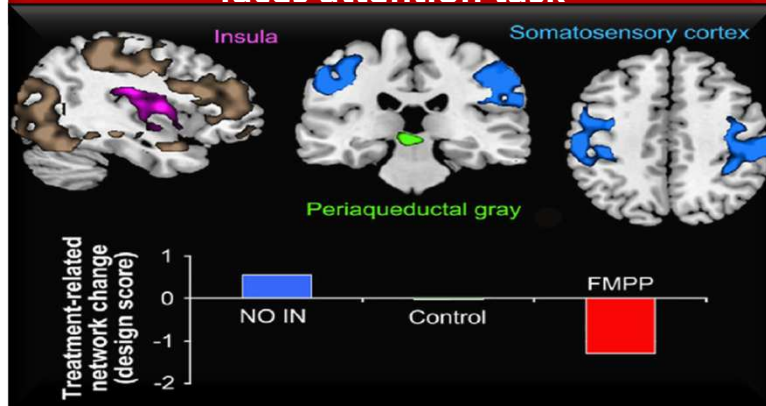 Insula
Somatosensory cortex
Periaqueductal gray
Treatment-related
network change
(design score)
1
0
-1
-2
NO IN
Control
FMPP